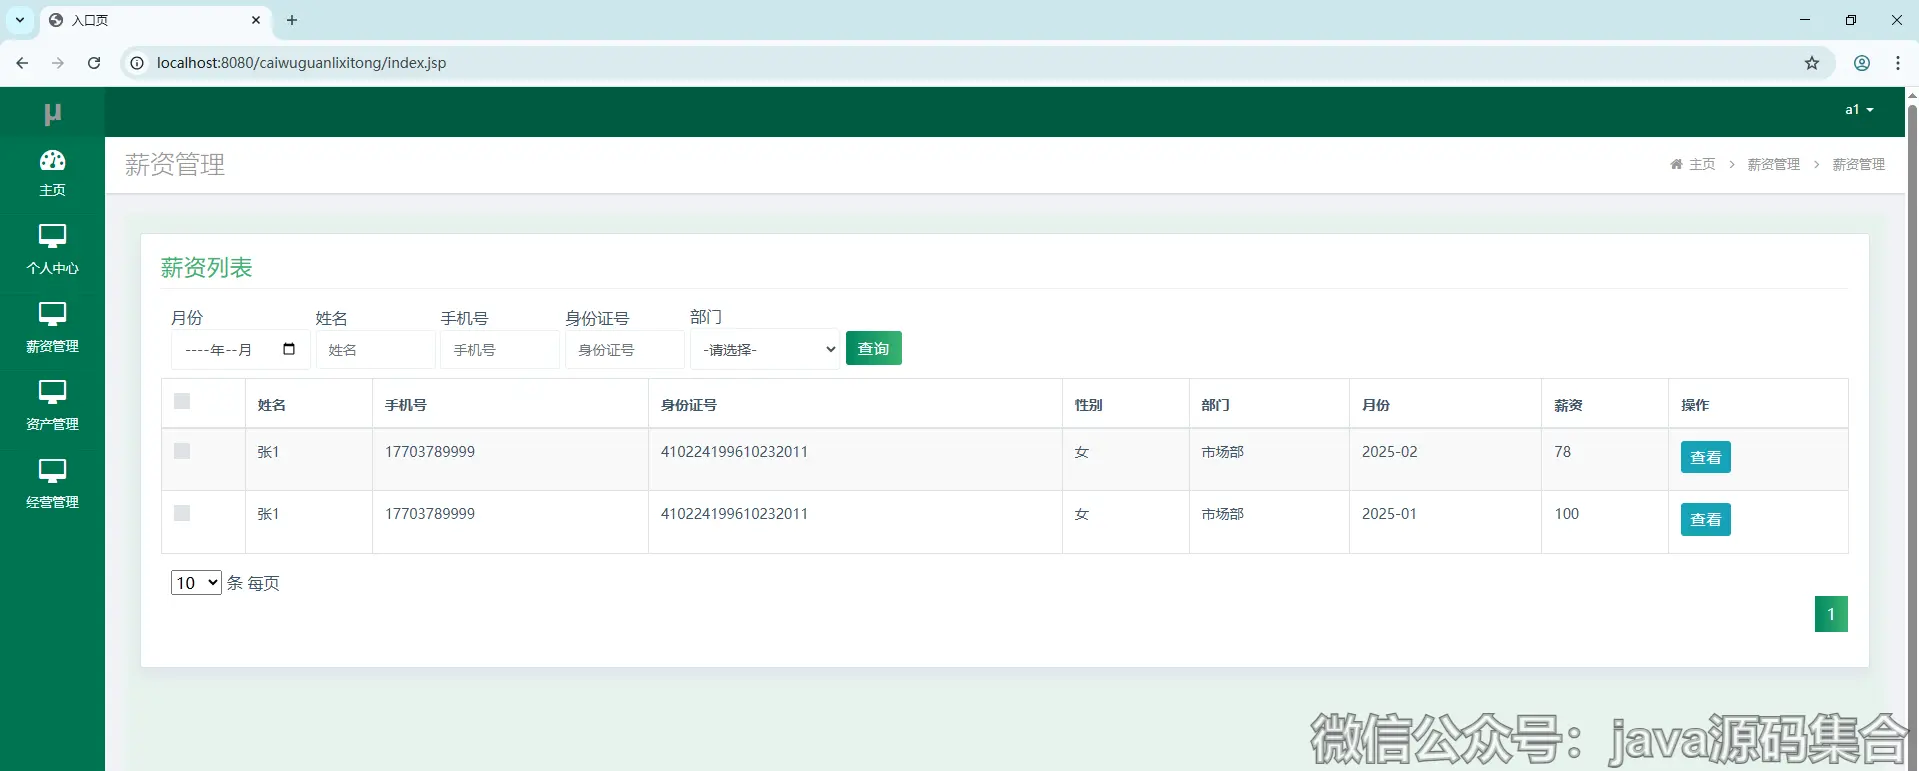 入口页
localhost:8080/caiwuguanlixitong/index.jsp
μ
a1
主页
个人中心
薪资管理
资产管理
经营管理
薪资管理
主页 > 薪资管理 > 薪资管理
薪资列表
月份 姓名 手机号 身份证号 部门
----年--月 姓名 手机号 身份证号 -请选择- 查询
姓名 手机号 身份证号 性别 部门 月份 薪资 操作
张1 17703789999 410224199610232011 女 市场部 2025-02 78 查看
张1 17703789999 410224199610232011 女 市场部 2025-01 100 查看
10 条 每页
1
微信公众号：java源码集合